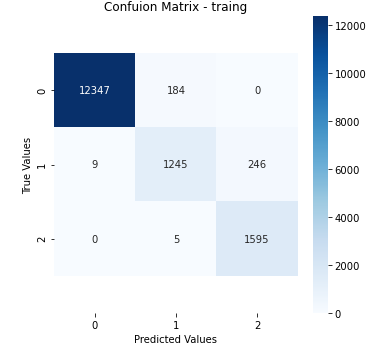 Confuion Matrix - traing
0 12347 184 0
1 9 1245 246
2 0 5 1595
0 1 2
True Values
Predicted Values
12000
10000
8000
6000
4000
2000
0